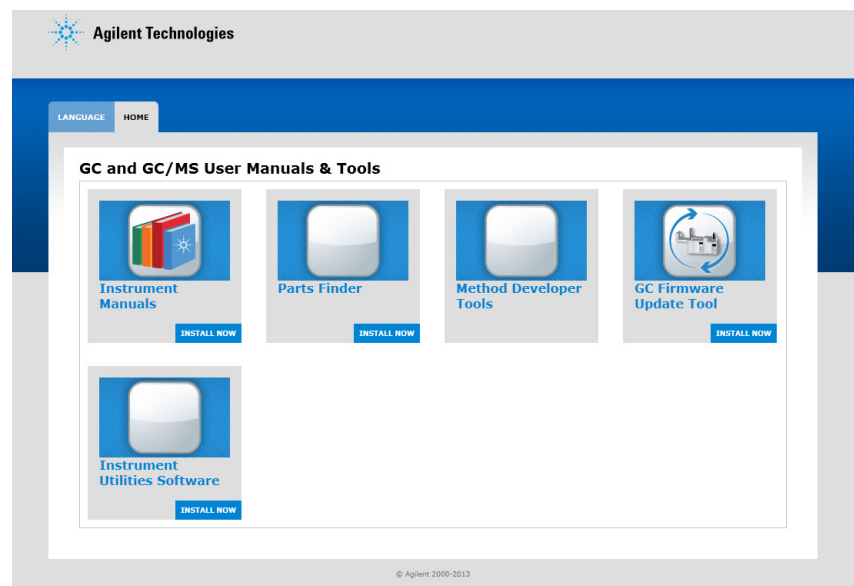 Agilent Technologies
LANGUAGE HOME
GC and GC/MS User Manuals & Tools
Instrument
Manuals
INSTALL NOW
Parts Finder
INSTALL NOW
Method Developer
Tools
GC Firmware
Update Tool
INSTALL NOW
Instrument
Utilities Software
INSTALL NOW
© Agilent 2000-2013